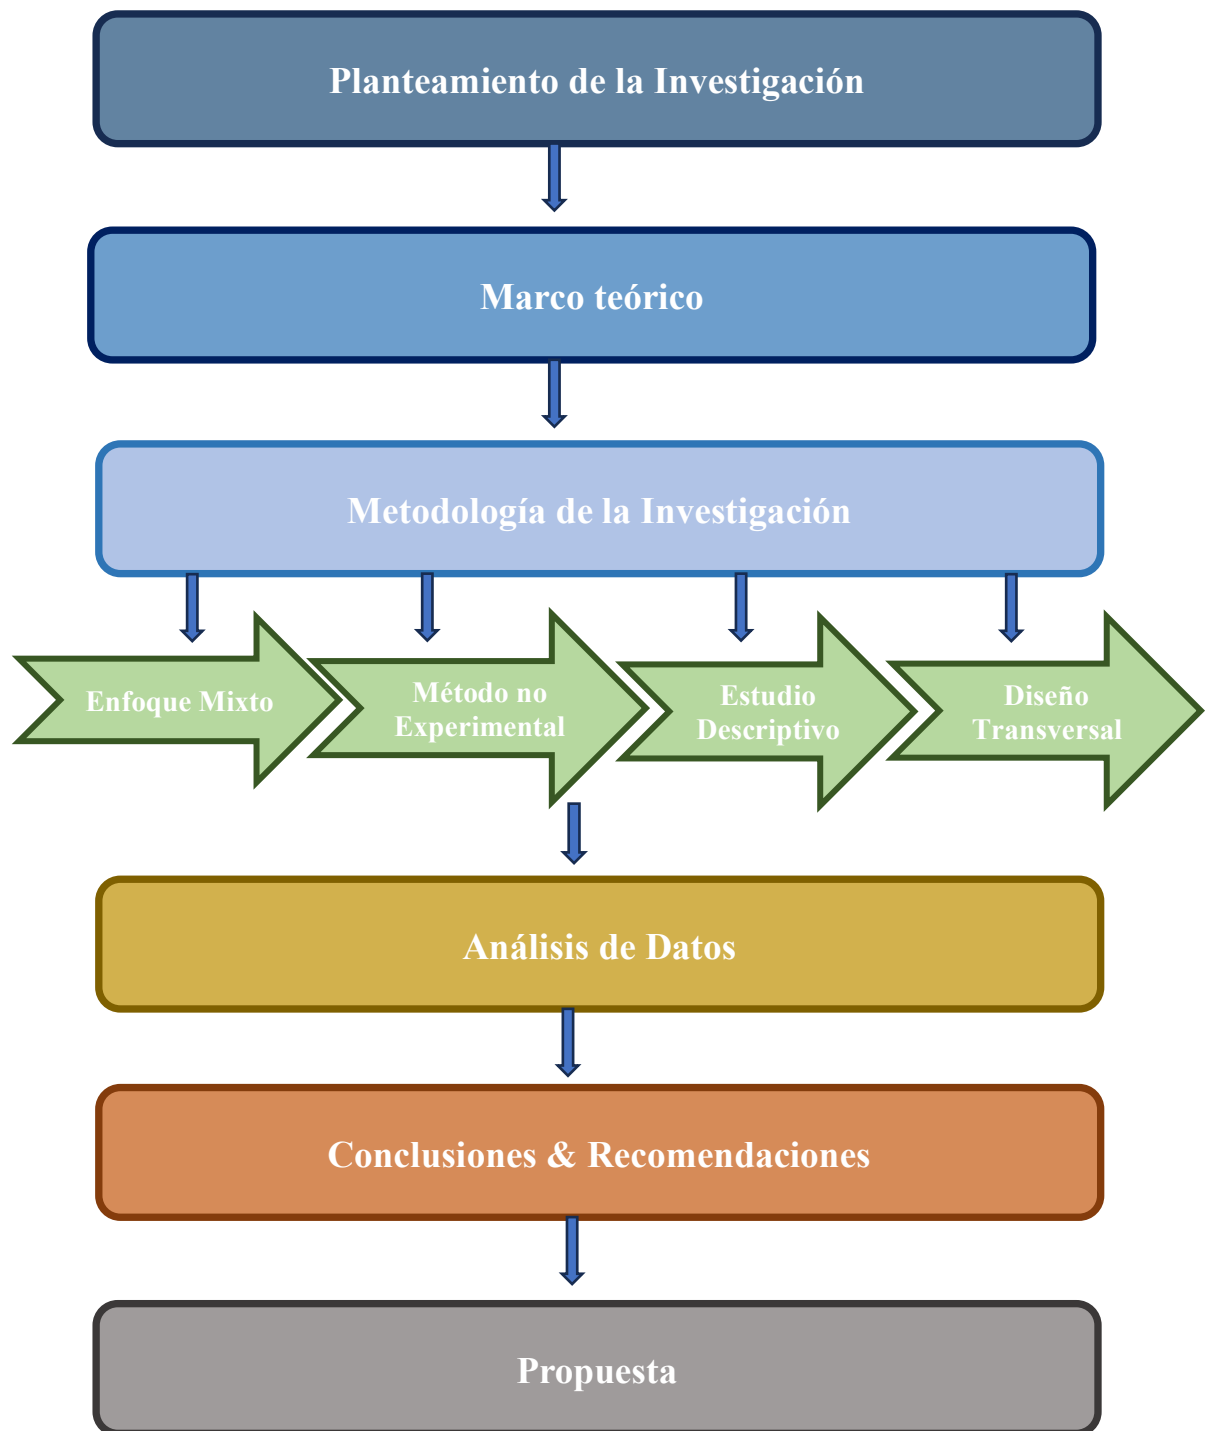 Planteamiento de la Investigación
Marco teórico
Metodología de la Investigación
Enfoque Mixto
Método no
Experimental
Estudio
Descriptivo
Diseño
Transversal
Análisis de Datos
Conclusiones & Recomendaciones
Propuesta